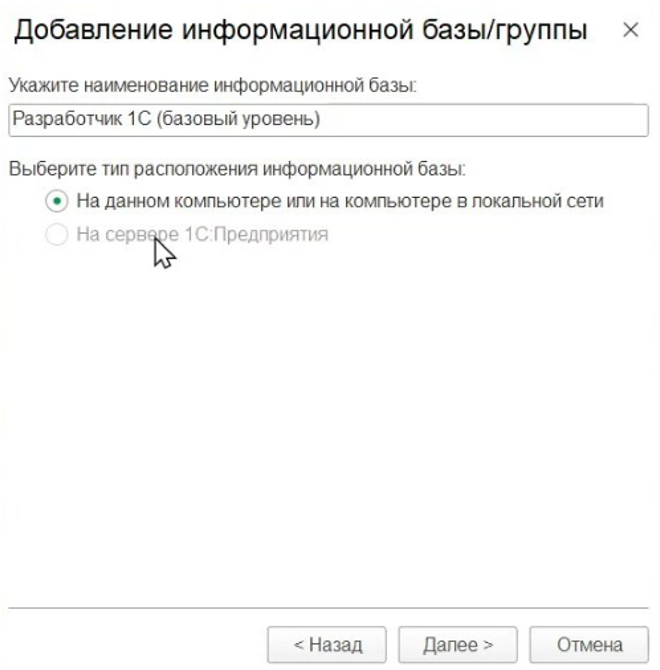 Добавление информационной базы/группы
Укажите наименование информационной базы:
Разработчик 1С (базовый уровень)
Выберите тип расположения информационной базы:
На данном компьютере или на компьютере в локальной сети
На сервере 1С:Предприятия
< Назад
Далее >
Отмена